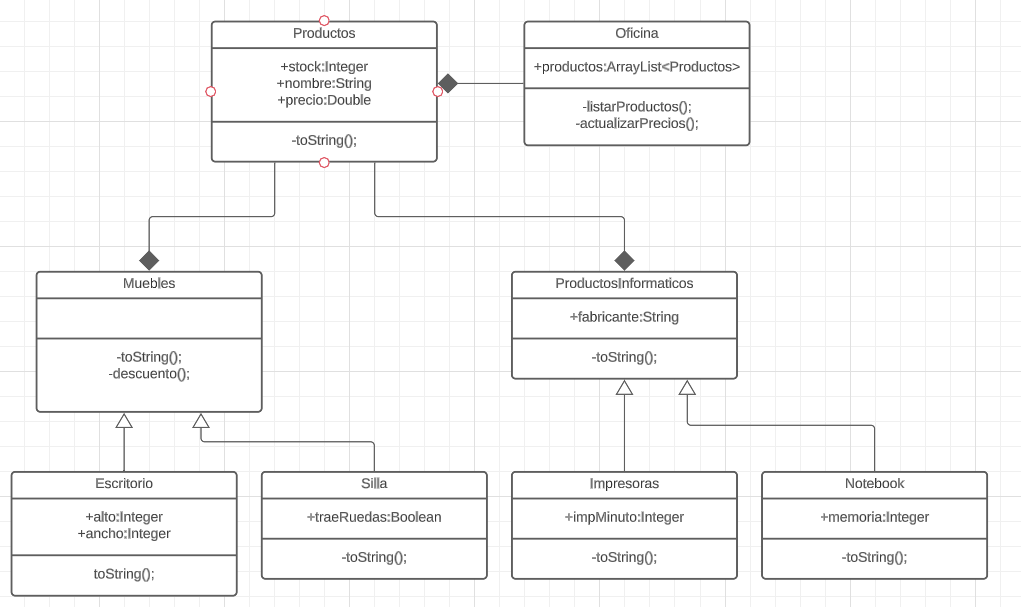 Productos
+stock:Integer
+nombre:String
+precio:Double
-toString();
Oficina
+productos:ArrayList<Productos>
-listarProductos();
-actualizarPrecios();
Muebles
-toString();
-descuento();
ProductosInformaticos
+fabricante:String
-toString();
Escritorio
+alto:Integer
+ancho:Integer
toString();
Silla
+traeRuedas:Boolean
-toString();
Impresoras
+impMinuto:Integer
-toString();
Notebook
+memoria:Integer
-toString();